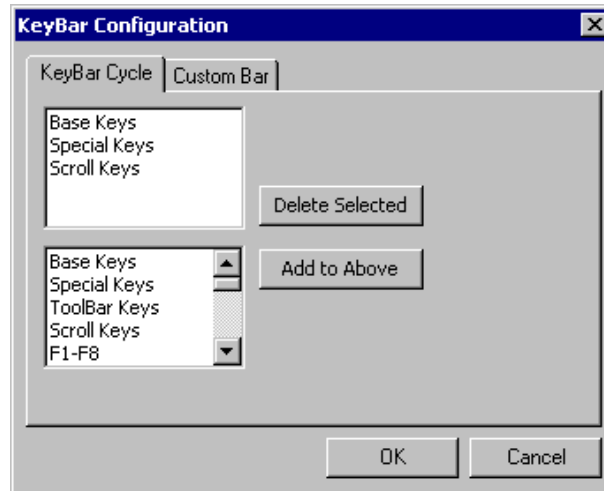 KeyBar Configuration
KeyBar Cycle
Custom Bar
Base Keys
Special Keys
Scroll Keys
Delete Selected
Base Keys
Special Keys
ToolBar Keys
Scroll Keys
F1-F8
Add to Above
OK
Cancel